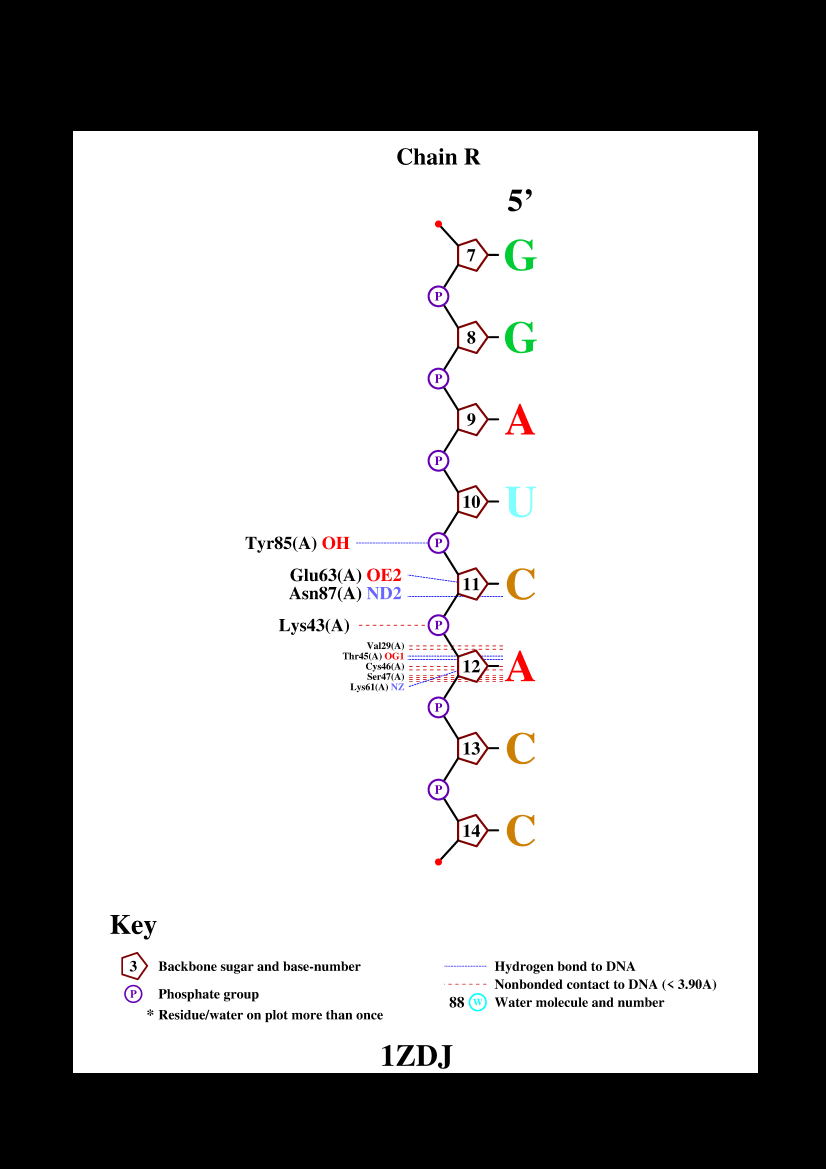 Chain R
5’
7 G
P
8 G
P
9 A
P
10 U
Tyr85(A) OH P
Glu63(A) OE2
11 C
Asn87(A) ND2
Lys43(A) P
Val29(A)
Thr45(A) OG1
Cys46(A) 12 A
Ser47(A)
Lys61(A) NZ
P
13 C
P
14 C
Key
3 Backbone sugar and base-number
P Phosphate group
* Residue/water on plot more than once
Hydrogen bond to DNA
Nonbonded contact to DNA (< 3.90A)
88 W Water molecule and number
1ZDJ